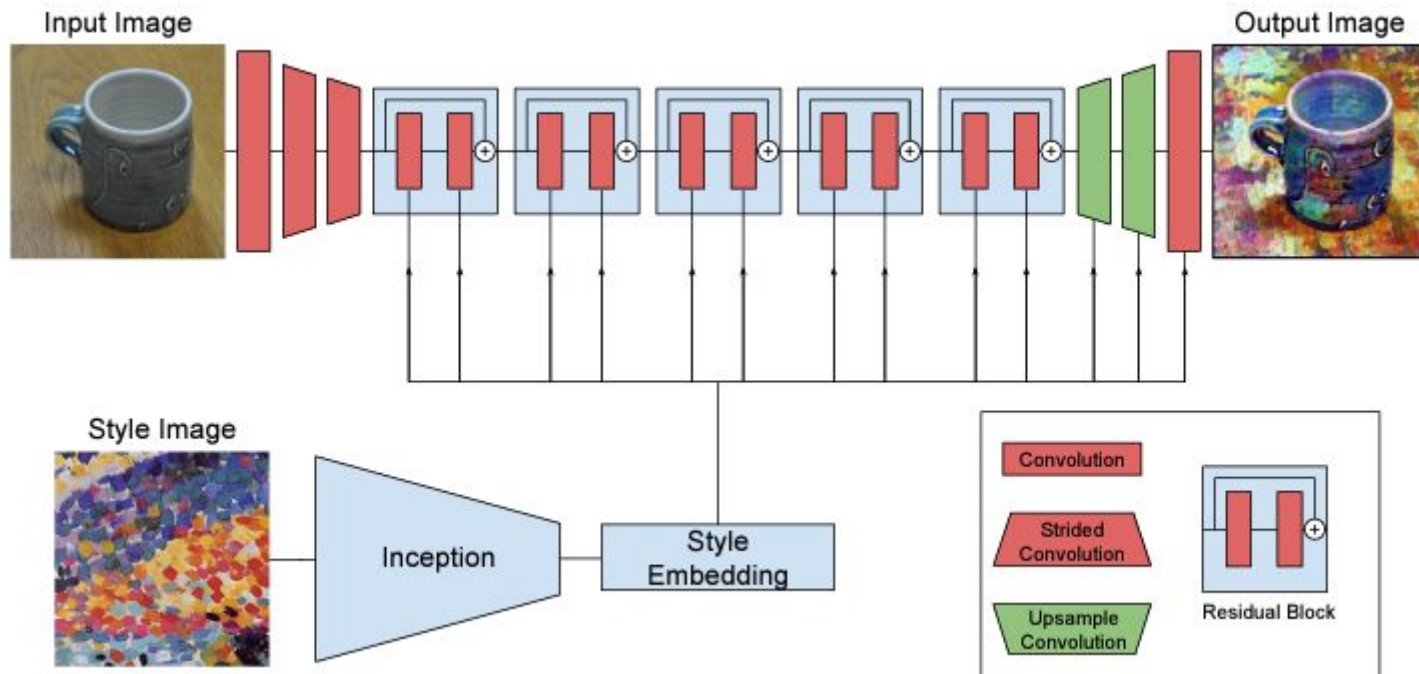 Input Image
Output Image
Style Image
Inception
Style
Embedding
Convolution
Strided
Convolution
Upsample
Convolution
Residual Block